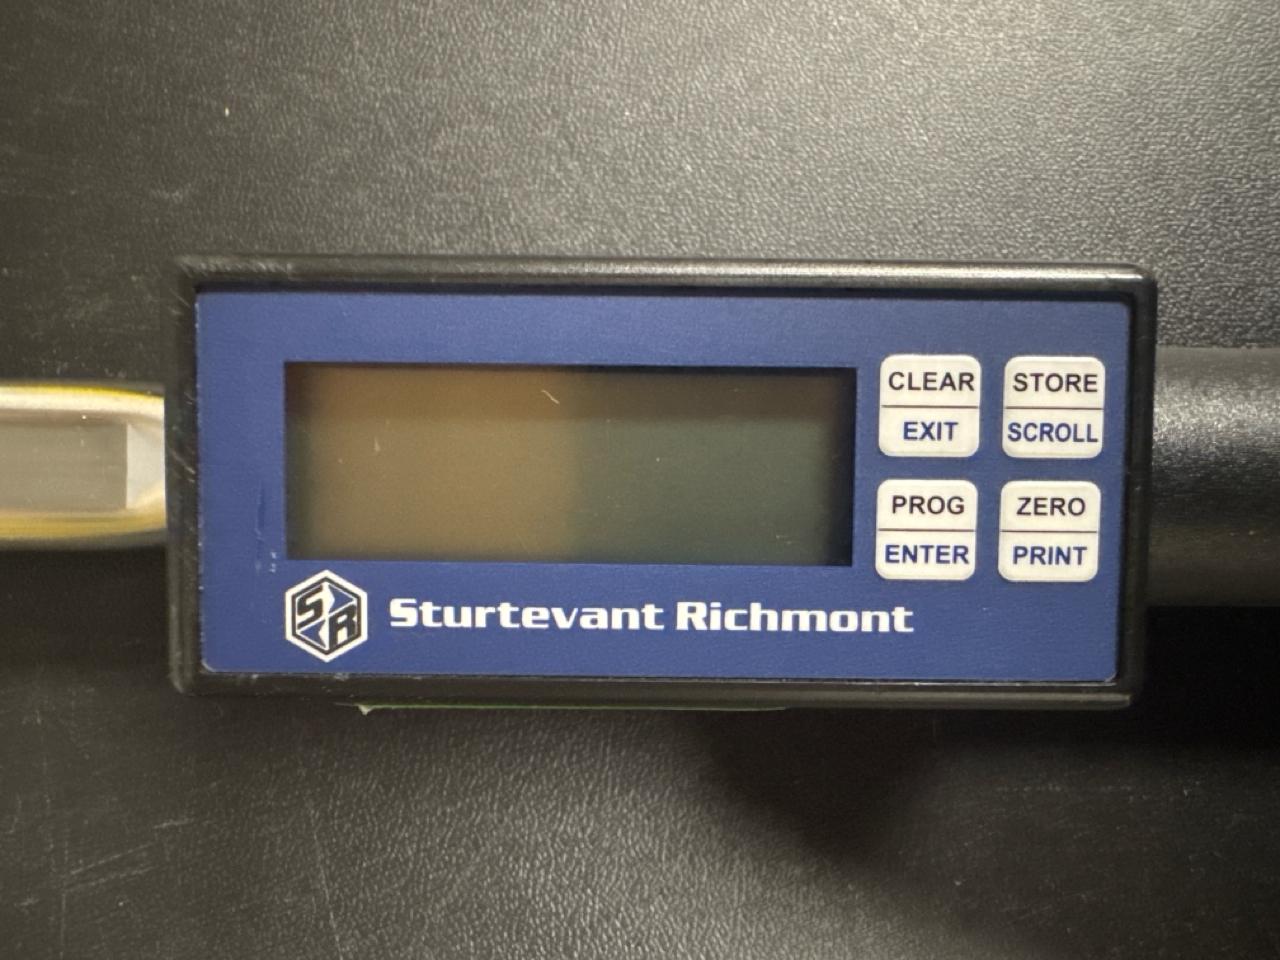 CLEAR
EXIT
STORE
SCROLL
PROG
ENTER
ZERO
PRINT
SR
Sturtevant Richmont